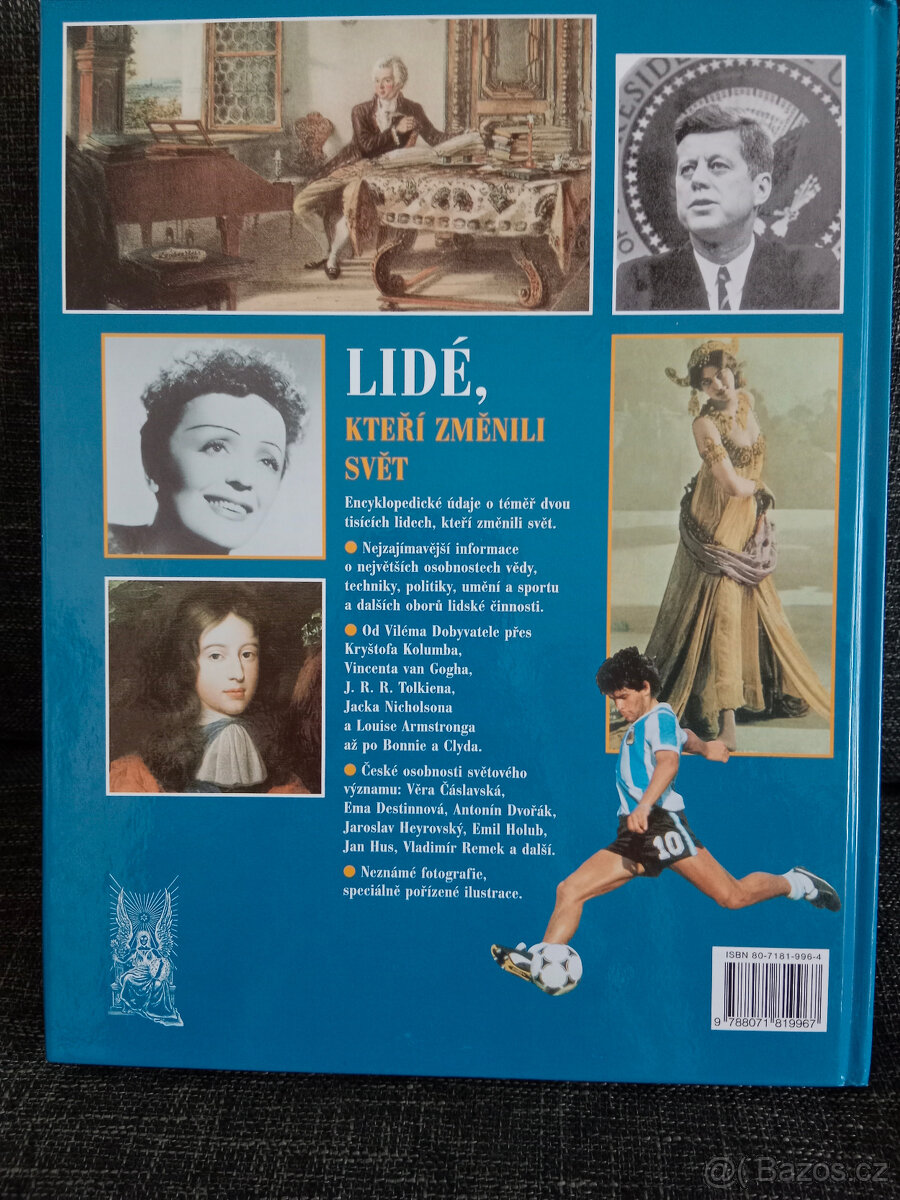 RESIDE
OF
LIDÉ,
KTEŘÍ ZMĚNILI
SVĚT
Encyklopedické údaje o téměř dvou
tisících lidech, kteří změnili svět.
● Nejzajímavější informace
o největších osobnostech vědy,
techniky, politiky, umění a sportu
a dalších oborů lidské činnosti.
● Od Viléma Dobyvatele přes
Kryštofa Kolumba,
Vincenta van Gogha,
J. R. R. Tolkiena,
Jacka Nicholsona
a Louise Armstronga
až po Bonnie a Clyda.
● České osobnosti světového
významu: Věra Čáslavská,
Ema Destinnová, Antonín Dvořák,
Jaroslav Heyrovský, Emil Holub,
Jan Hus, Vladimír Remek a další.
● Neznámé fotografie,
speciálně pořízené ilustrace.
10
ISBN 80-7181-996-4
9 788071 819967
@( Bazos.cz